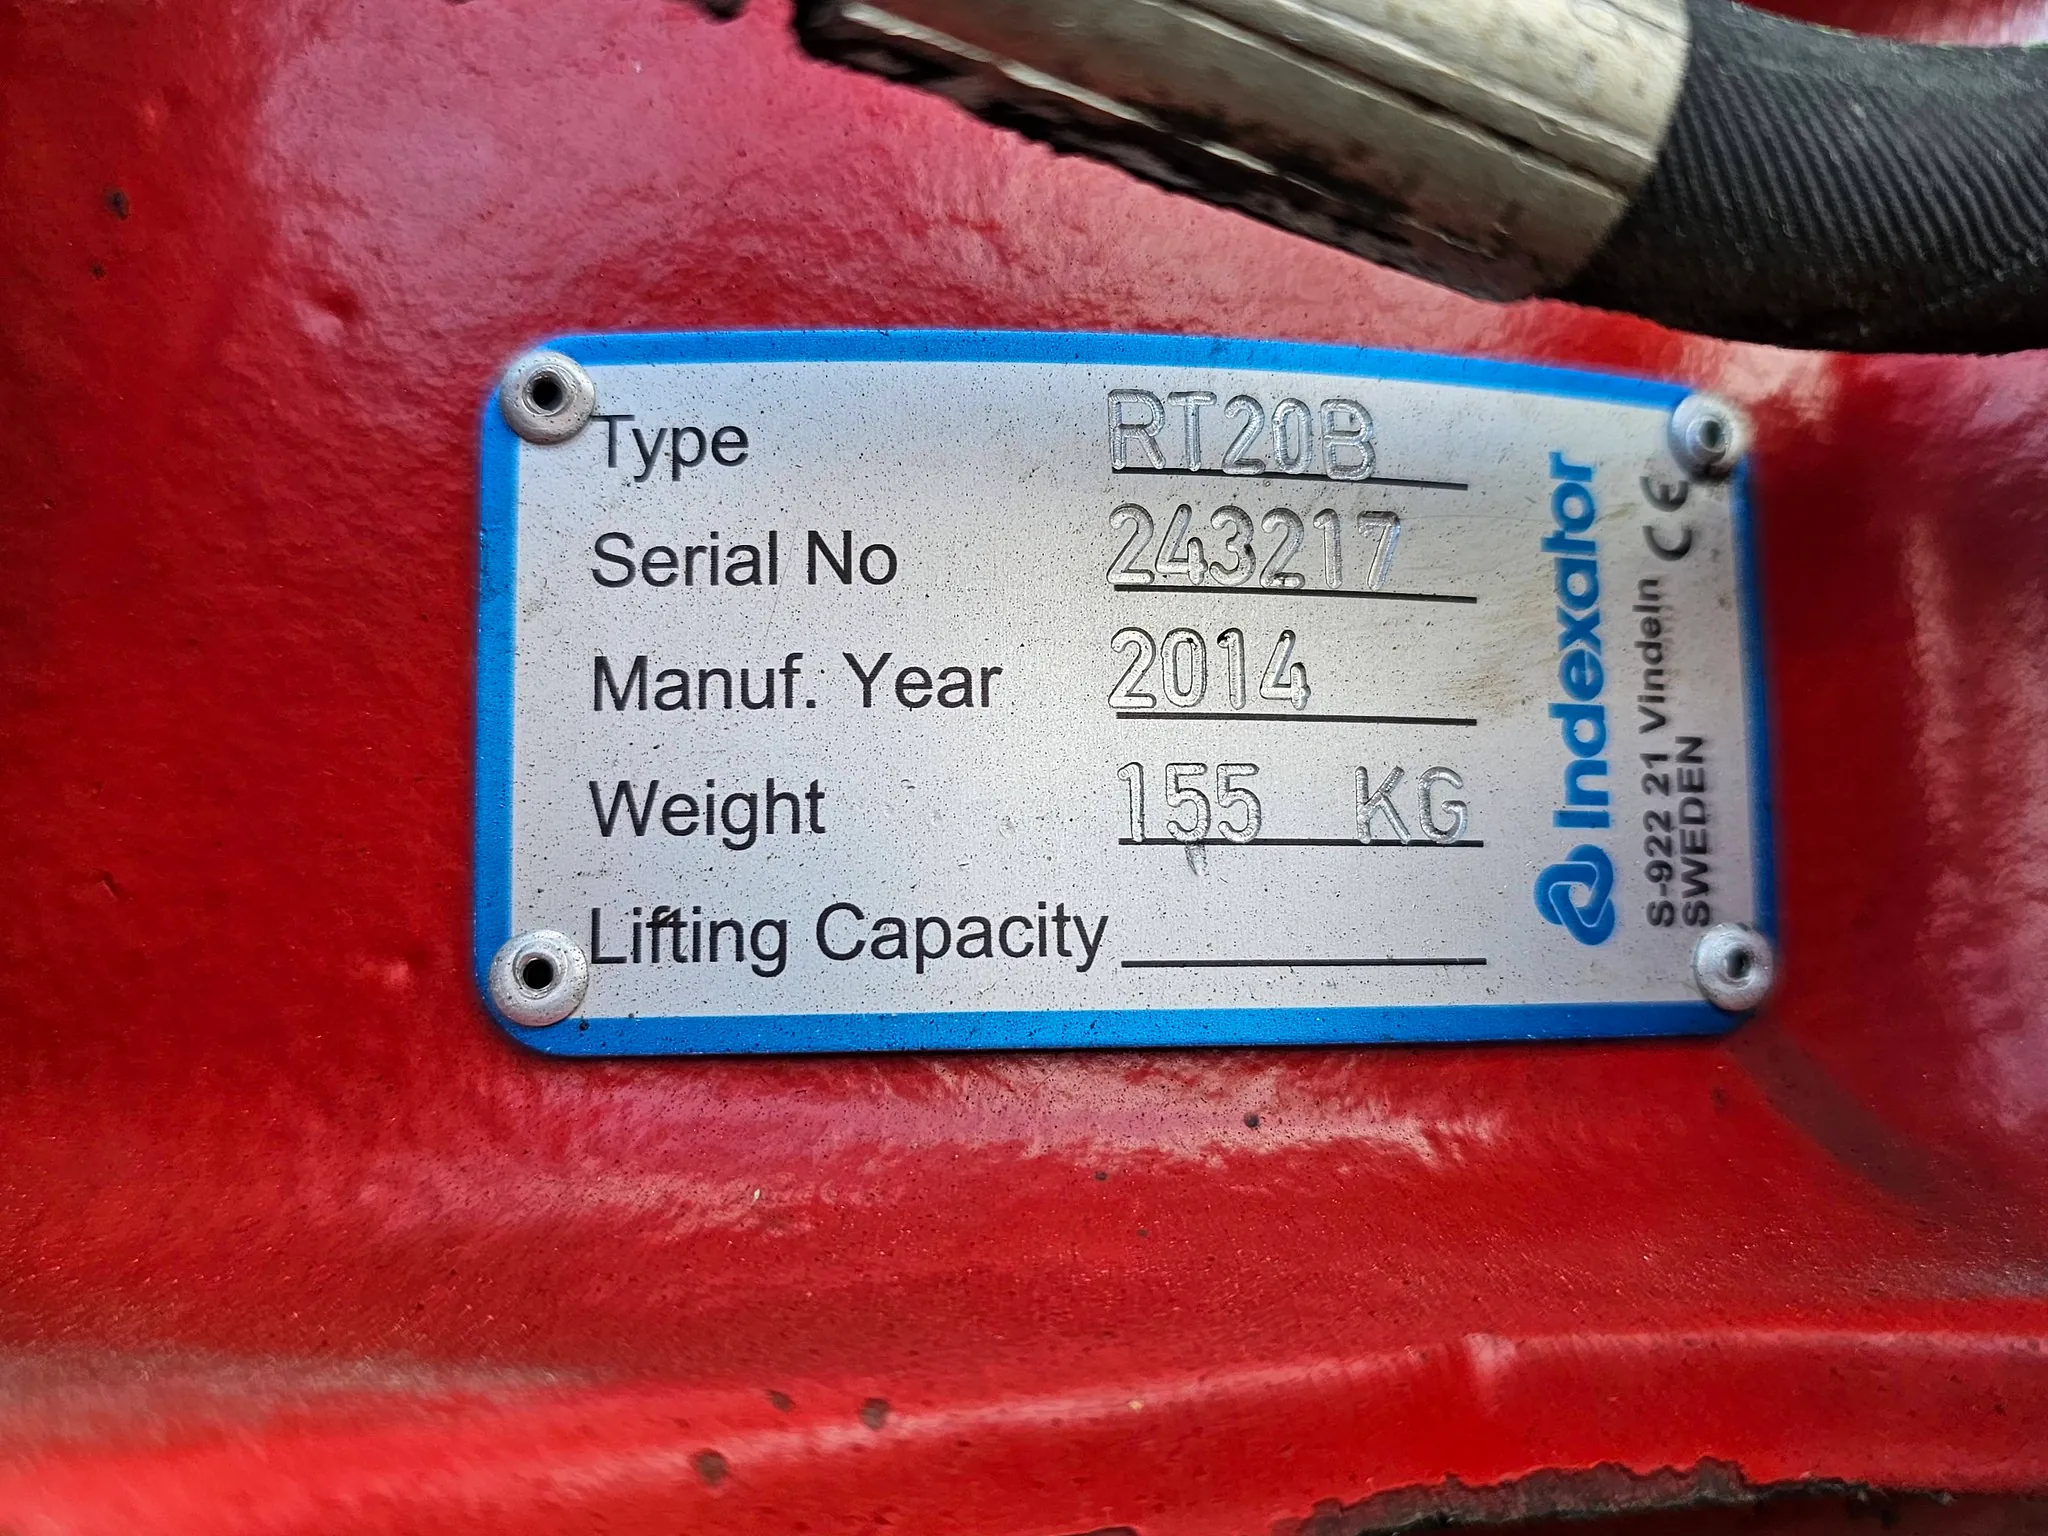 Type RT20B
Serial No 243217
Manuf. Year 2014
Weight 155 KG
Lifting Capacity
Indexator
S-922 21 Vindeln CE
SWEDEN